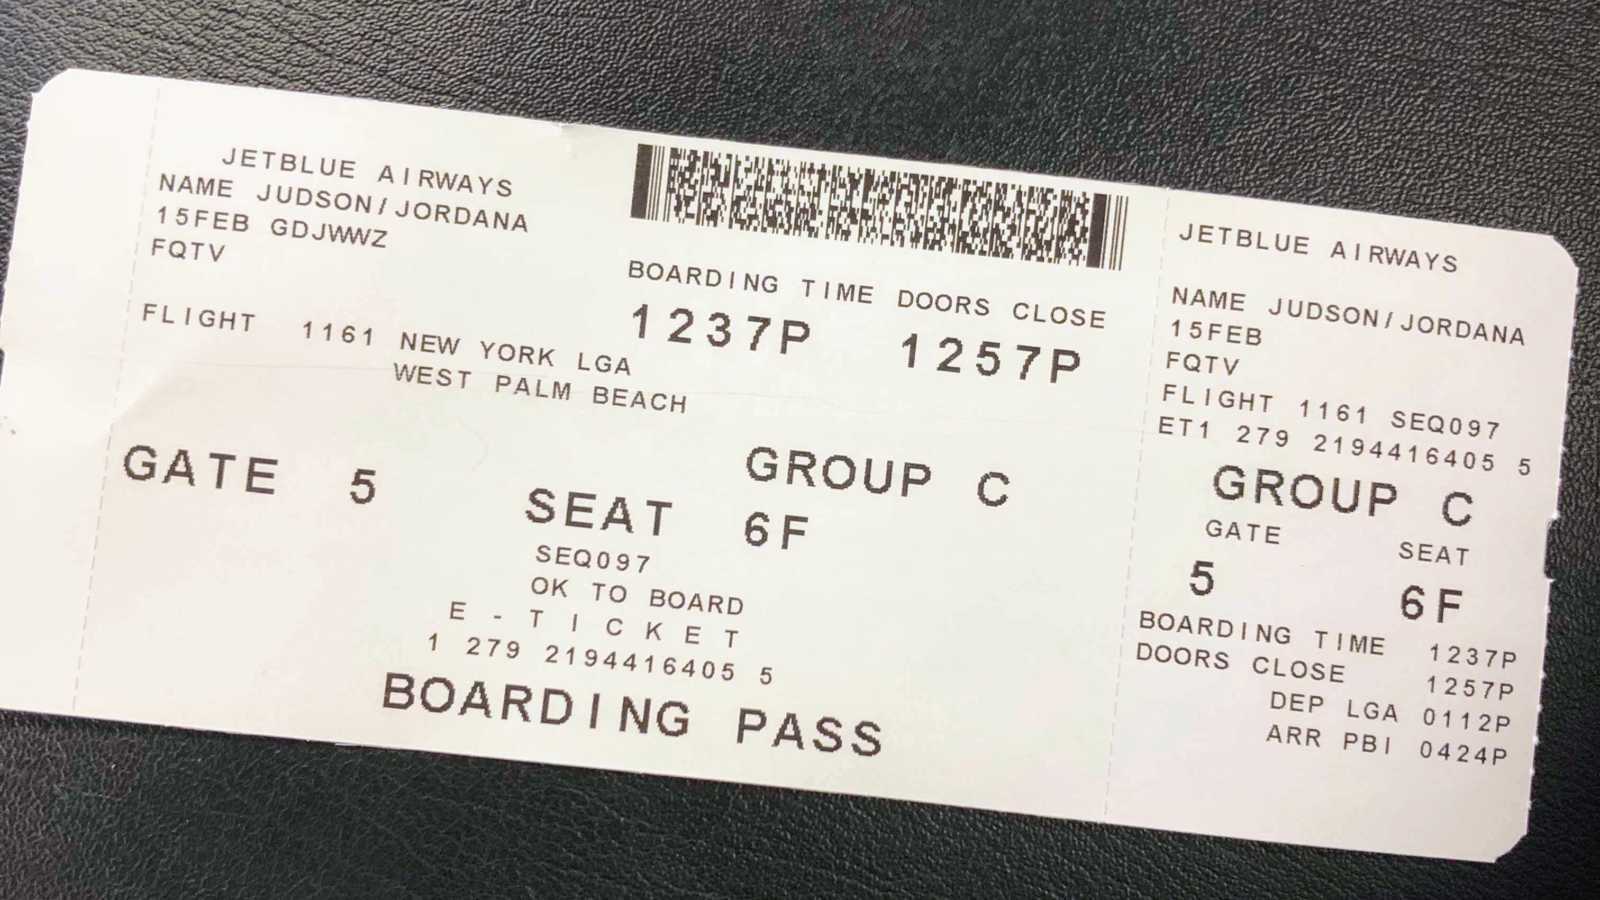 JETBLUE AIRWAYS
NAME JUDSON/JORDANA
15FEB GDJWWZ
FQTV
FLIGHT 1161 NEW YORK LGA
WEST PALM BEACH
BOARDING TIME DOORS CLOSE
1237P 1257P
GATE 5
GROUP C
SEAT 6F
SEQ097
OK TO BOARD
E - T I C K E T
1 279 2194416405 5
BOARDING PASS
JETBLUE AIRWAYS
NAME JUDSON/JORDANA
15FEB
FQTV
FLIGHT 1161 SEQ097
ET1 279 2194416405 5
GROUP C
GATE SEAT
5 6F
BOARDING TIME 1237P
DOORS CLOSE 1257P
DEP LGA 0112P
ARR PBI 0424P